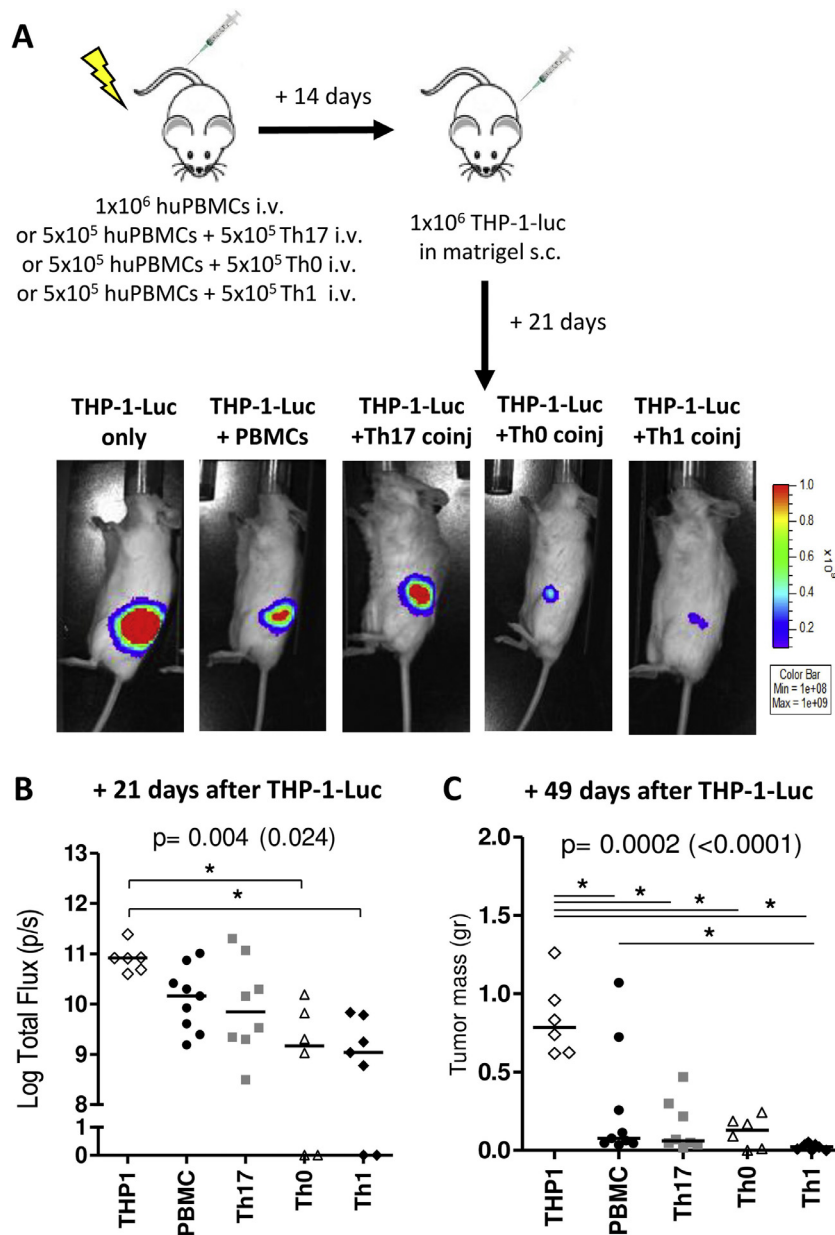 A
+ 14 days
1x10⁶ huPBMCs i.v.
or 5x10⁵ huPBMCs + 5x10⁵ Th17 i.v.
or 5x10⁵ huPBMCs + 5x10⁵ Th0 i.v.
or 5x10⁵ huPBMCs + 5x10⁵ Th1 i.v.
1x10⁶ THP-1-luc
in matrigel s.c.
+ 21 days
THP-1-Luc only
THP-1-Luc + PBMCs
THP-1-Luc +Th17 coinj
THP-1-Luc +Th0 coinj
THP-1-Luc +Th1 coinj
1.0
0.8
0.6
0.4
0.2
x10⁹
Color Bar
Min = 1e+08
Max = 1e+09
B
+ 21 days after THP-1-Luc
p= 0.004 (0.024)
*
*
Log Total Flux (p/s)
13
12
11
10
9
8
1
0
THP1
PBMC
Th17
Th0
Th1
C
+ 49 days after THP-1-Luc
p= 0.0002 (<0.0001)
*
*
*
*
*
Tumor mass (gr)
2.0
1.5
1.0
0.5
0.0
THP1
PBMC
Th17
Th0
Th1